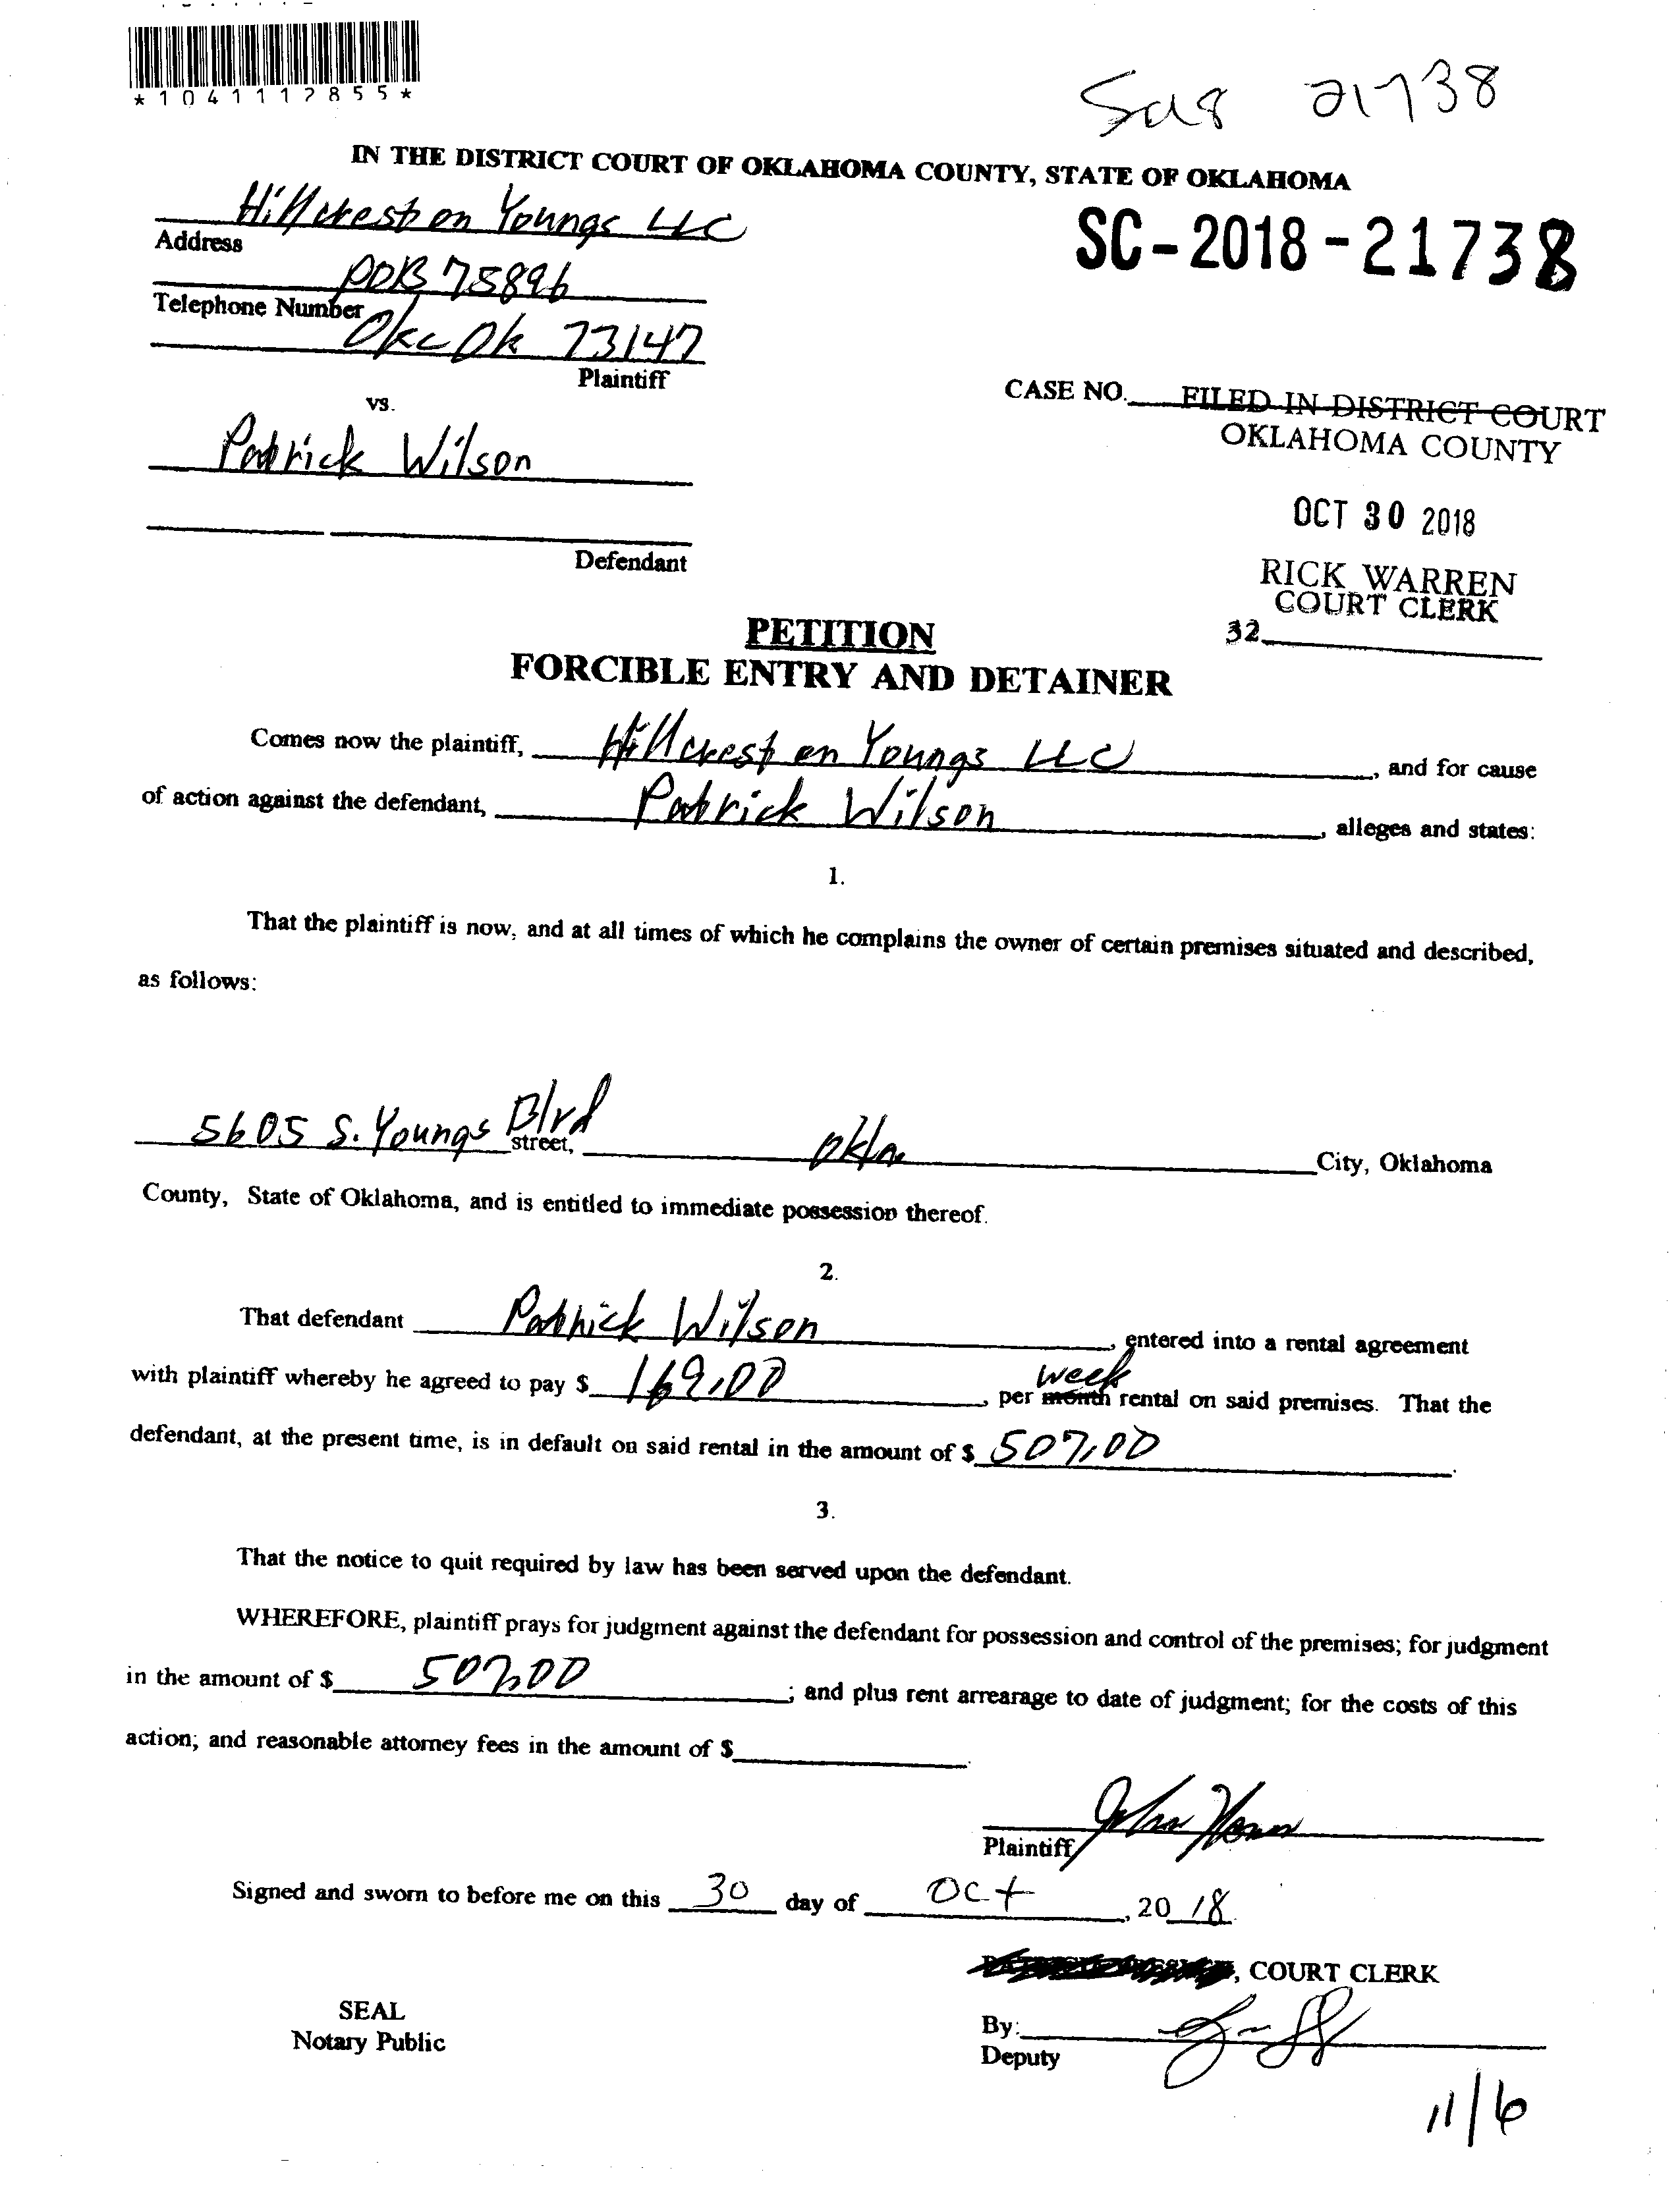 *1041112855*
21738
IN THE DISTRICT COURT OF OKLAHOMA COUNTY, STATE OF OKLAHOMA
Hillcrest on Youngs LLC
SC-2018-21738
Address
POB 75896
Telephone Number
Okc Ok 73147
Plaintiff
CASE NO. FILED IN DISTRICT COURT
vs.
OKLAHOMA COUNTY
Patrick Wilson
OCT 30 2018
Defendant
RICK WARREN
COURT CLERK
32
PETITION
FORCIBLE ENTRY AND DETAINER
Comes now the plaintiff, Hillcrest on Youngs LLC, and for cause
of action against the defendant, Patrick Wilson, alleges and states:
1.
That the plaintiff is now, and at all times of which he complains the owner of certain premises situated and described,
as follows:
5605 S. Youngs Blvd street, Okla City, Oklahoma
County, State of Oklahoma, and is entitled to immediate possession thereof.
2.
That defendant Patrick Wilson, entered into a rental agreement
with plaintiff whereby he agreed to pay $ 169.00, per month week rental on said premises. That the
defendant, at the present time, is in default on said rental in the amount of $ 507.00.
3.
That the notice to quit required by law has been served upon the defendant.
WHEREFORE, plaintiff prays for judgment against the defendant for possession and control of the premises; for judgment
in the amount of $ 507.00; and plus rent arrearage to date of judgment; for the costs of this
action; and reasonable attorney fees in the amount of $
Plaintiff John
Signed and sworn to before me on this 30 day of Oct, 20 18.
, COURT CLERK
SEAL
Notary Public
By:
Deputy
11/6